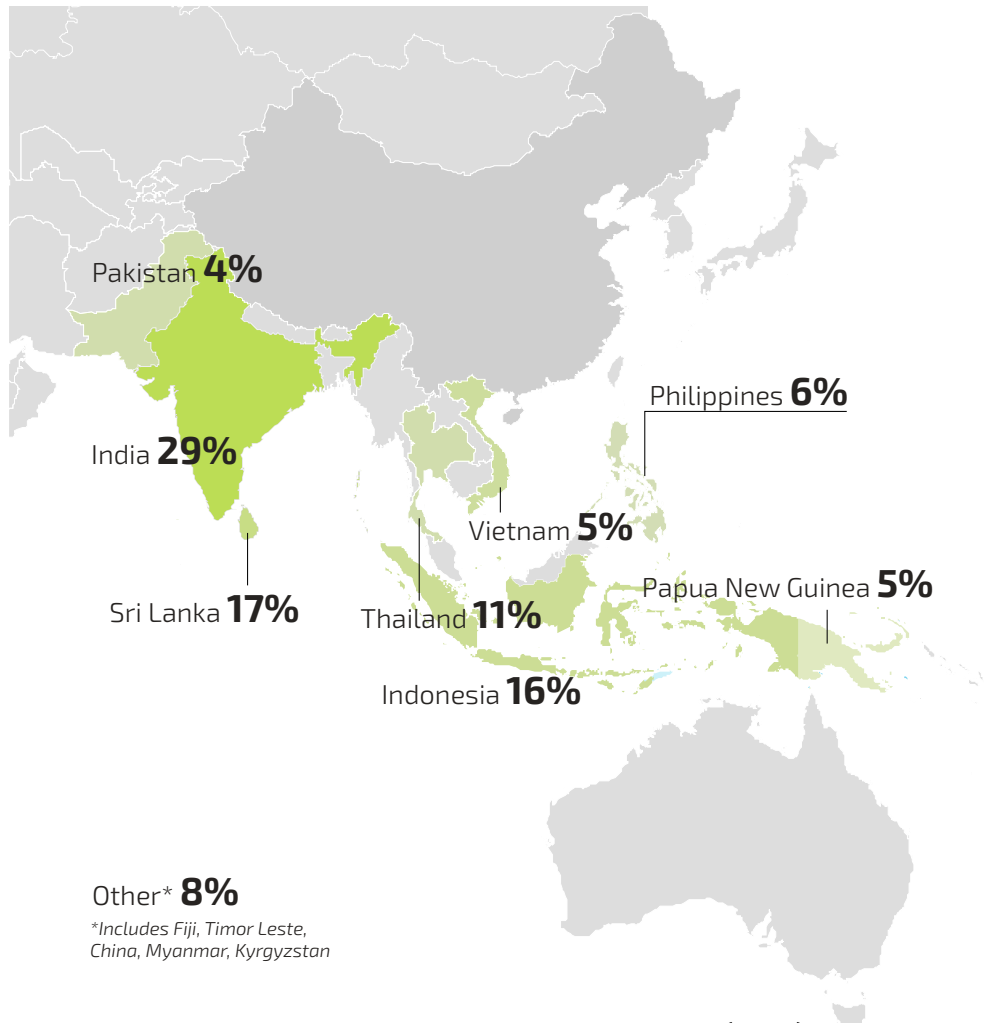 Pakistan 4%
Philippines 6%
India 29%
Vietnam 5%
Papua New Guinea 5%
Sri Lanka 17%
Thailand 11%
Indonesia 16%
Other* 8%
*Includes Fiji, Timor Leste,
China, Myanmar, Kyrgyzstan